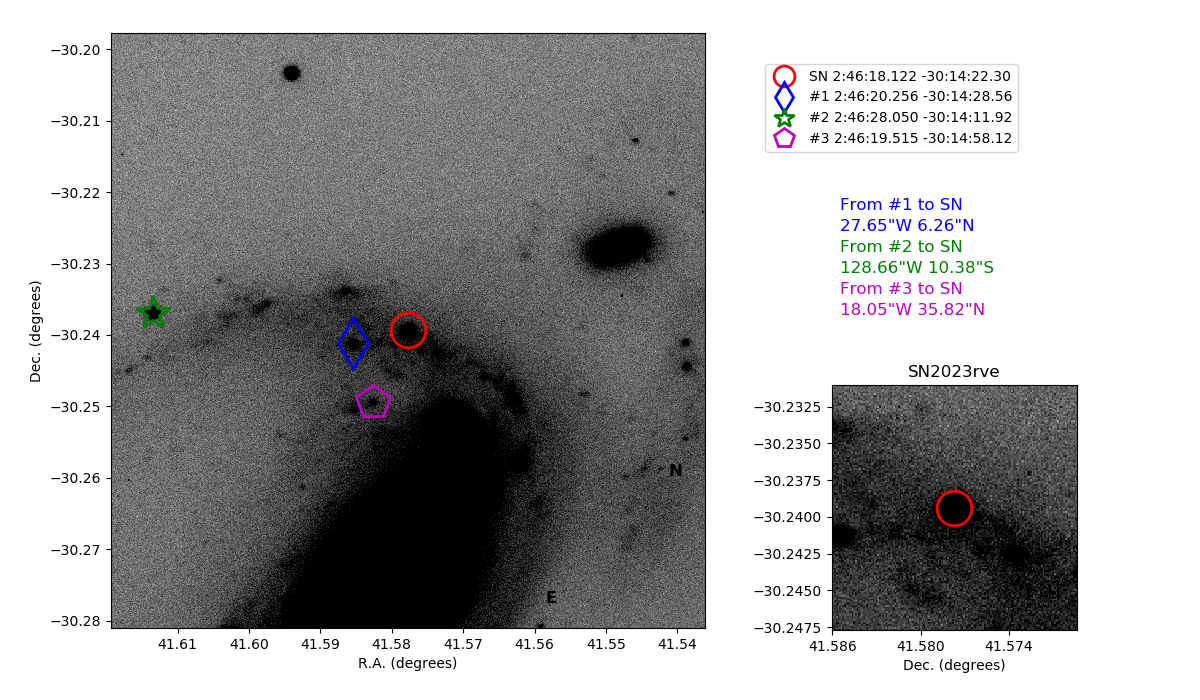 −30.20
−30.21
−30.22
−30.23
−30.24
−30.25
−30.26
−30.27
−30.28
Dec. (degrees)
41.61 41.60 41.59 41.58 41.57 41.56 41.55 41.54
R.A. (degrees)
N
E
SN 2:46:18.122 -30:14:22.30
#1 2:46:20.256 -30:14:28.56
#2 2:46:28.050 -30:14:11.92
#3 2:46:19.515 -30:14:58.12
From #1 to SN
27.65"W 6.26"N
From #2 to SN
128.66"W 10.38"S
From #3 to SN
18.05"W 35.82"N
SN2023rve
−30.2325
−30.2350
−30.2375
−30.2400
−30.2425
−30.2450
−30.2475
41.586 41.580 41.574
Dec. (degrees)